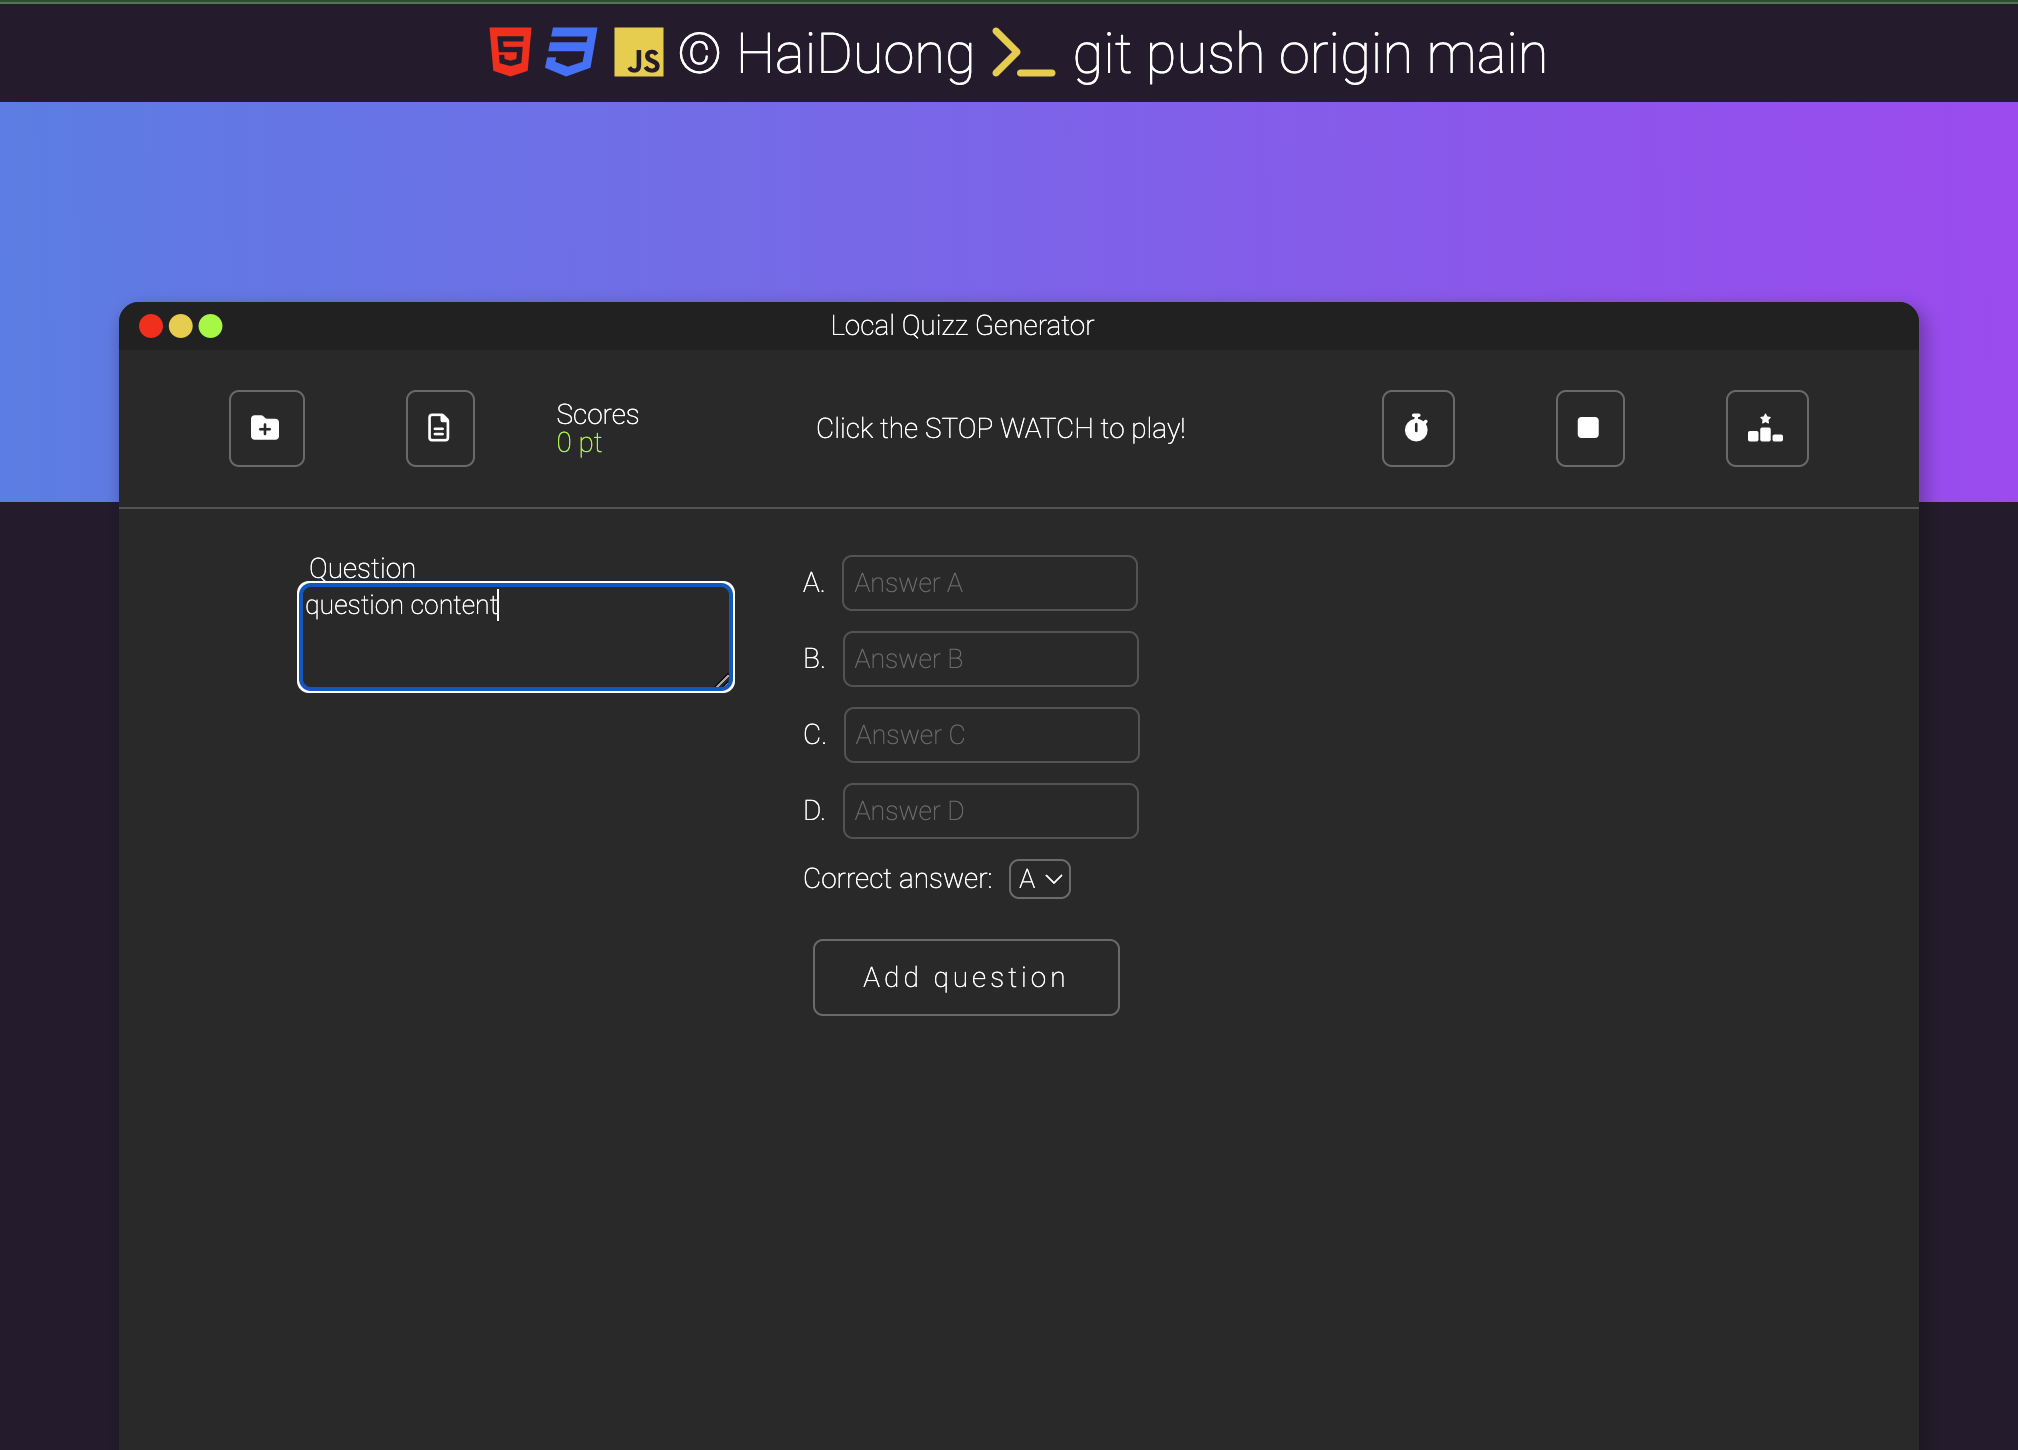 5 JS © HaiDuong >_ git push origin main
Local Quizz Generator
Scores
0 pt
Click the STOP WATCH to play!
Question
question content
A. Answer A
B. Answer B
C. Answer C
D. Answer D
Correct answer: A
Add question